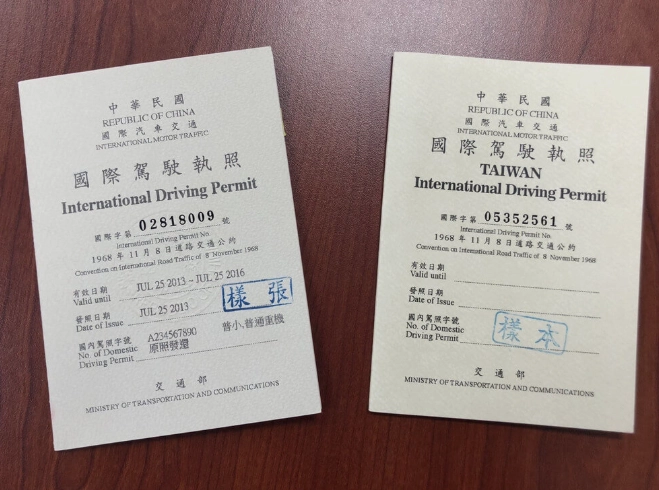 中華民國
REPUBLIC OF CHINA
國際汽車交通
INTERNATIONAL MOTOR TRAFFIC
國際駕駛執照
International Driving Permit
國際字第 02818009 號
International Driving Permit No.
1968 年 11 月 8 日道路交通公約
Convention on International Road Traffic of 8 November 1968
有效日期
Valid until JUL 25 2013 ~ JUL 25 2016
樣張
發照日期
Date of Issue JUL 25 2013
國內駕照字號 A234567890 普小,普通重機
No. of Domestic 原照發還
Driving Permit
交通部
MINISTRY OF TRANSPORTATION AND COMMUNICATIONS
中華民國
REPUBLIC OF CHINA
國際汽車交通
INTERNATIONAL MOTOR TRAFFIC
國際駕駛執照
TAIWAN
International Driving Permit
國際字第 05352561 號
International Driving Permit No.
1968 年 11 月 8 日道路交通公約
Convention on International Road Traffic of 8 November 1968
有效日期
Valid until
發照日期
Date of Issue
國內駕照字號
No. of Domestic
Driving Permit
樣本
交通部
MINISTRY OF TRANSPORTATION AND COMMUNICATIONS